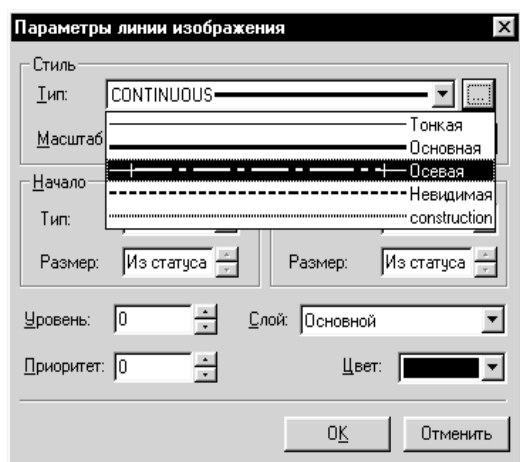 Параметры линии изображения
Стиль
Тип: CONTINUOUS ...
Тонкая
Масштаб
Основная
Осевая
Начало
Невидимая
Тип:
construction
Размер: Из статуса Размер: Из статуса
Уровень: 0 Слой: Основной
Приоритет: 0 Цвет:
OK Отменить